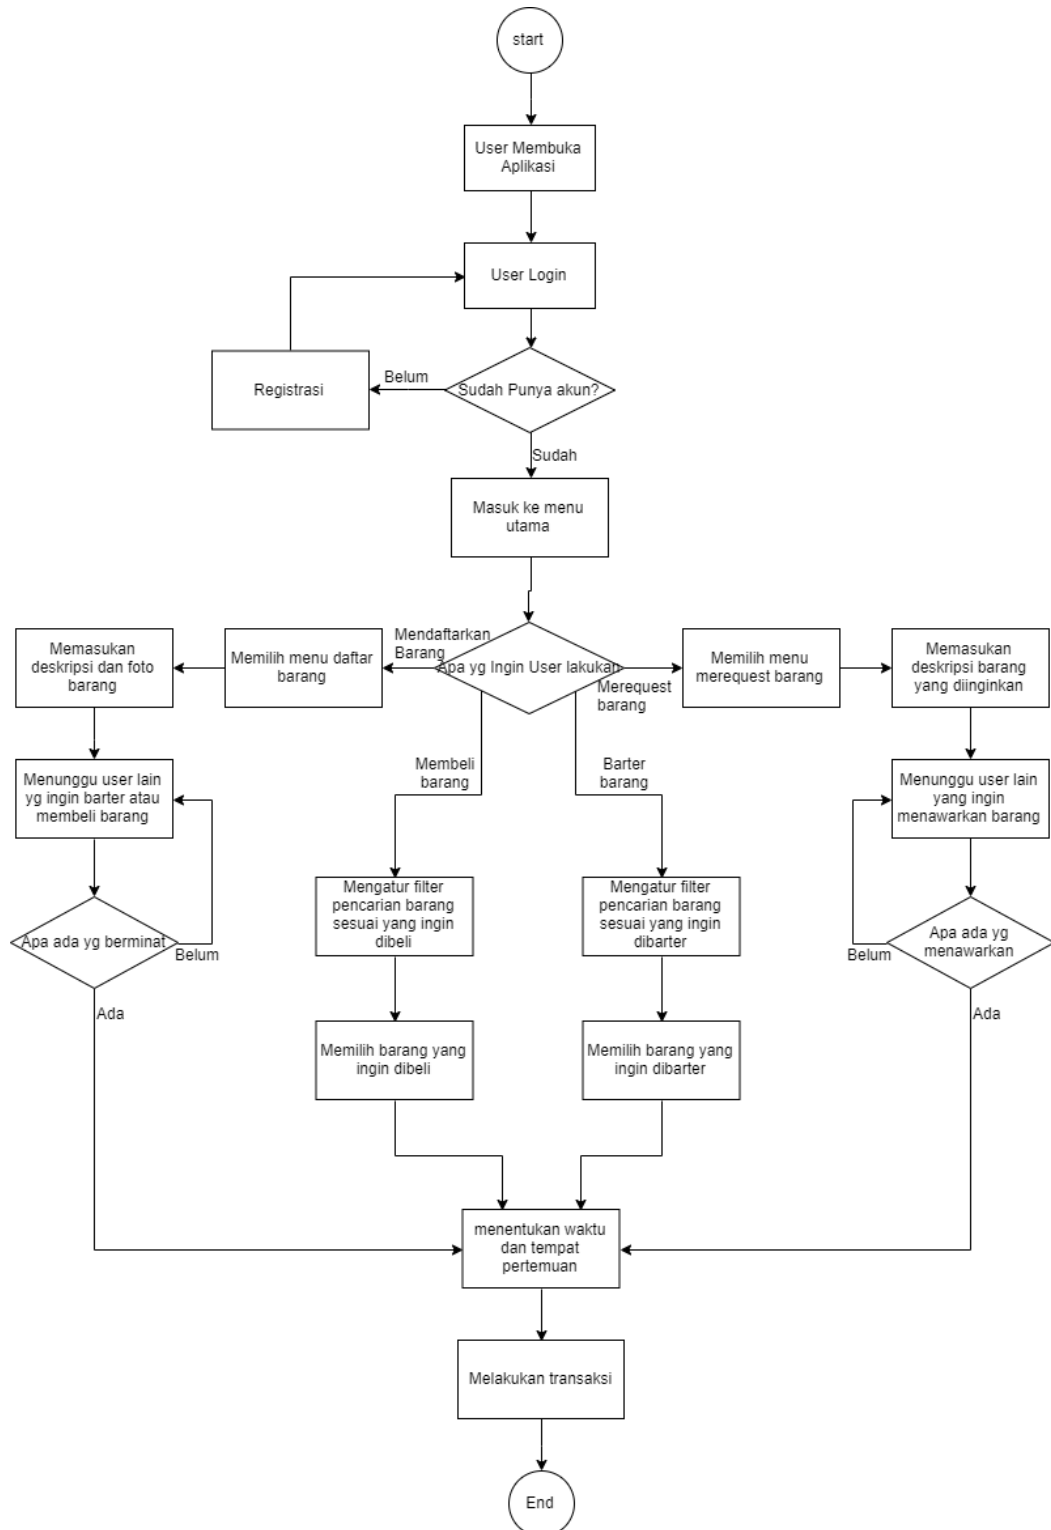 start
User Membuka
Aplikasi
User Login
Registrasi
Belum
Sudah Punya akun?
Sudah
Masuk ke menu
utama
Memasukan
deskripsi dan foto
barang
Memilih menu daftar
barang
Mendaftarkan
Barang
Apa yg Ingin User lakukan
Merequest
barang
Memilih menu
merequest barang
Memasukan
deskripsi barang
yang diinginkan
Menunggu user lain
yg ingin barter atau
membeli barang
Membeli
barang
Barter
barang
Menunggu user lain
yang ingin
menawarkan barang
Apa ada yg berminat
Belum
Mengatur filter
pencarian barang
sesuai yang ingin
dibeli
Mengatur filter
pencarian barang
sesuai yang ingin
dibarter
Belum
Apa ada yg
menawarkan
Ada
Ada
Memilih barang yang
ingin dibeli
Memilih barang yang
ingin dibarter
menentukan waktu
dan tempat
pertemuan
Melakukan transaksi
End